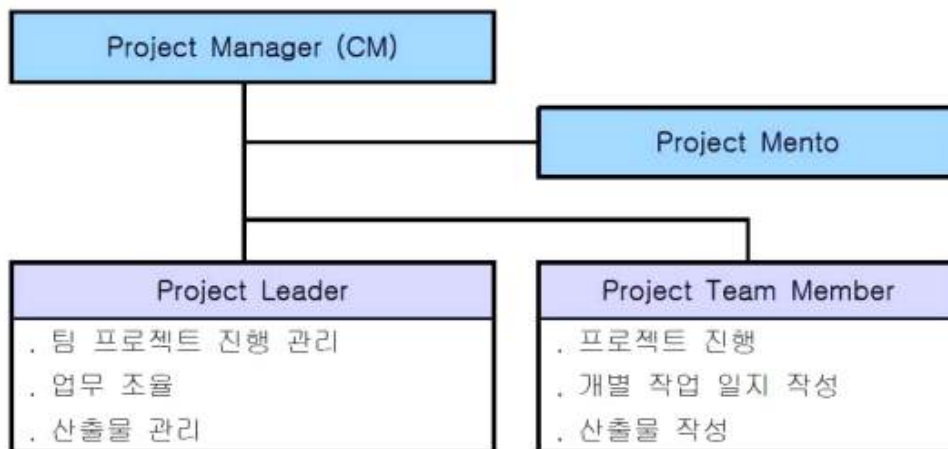 Project Manager (CM)
Project Mento
Project Leader
. 팀 프로젝트 진행 관리
. 업무 조율
. 산출물 관리
Project Team Member
. 프로젝트 진행
. 개별 작업 일지 작성
. 산출물 작성